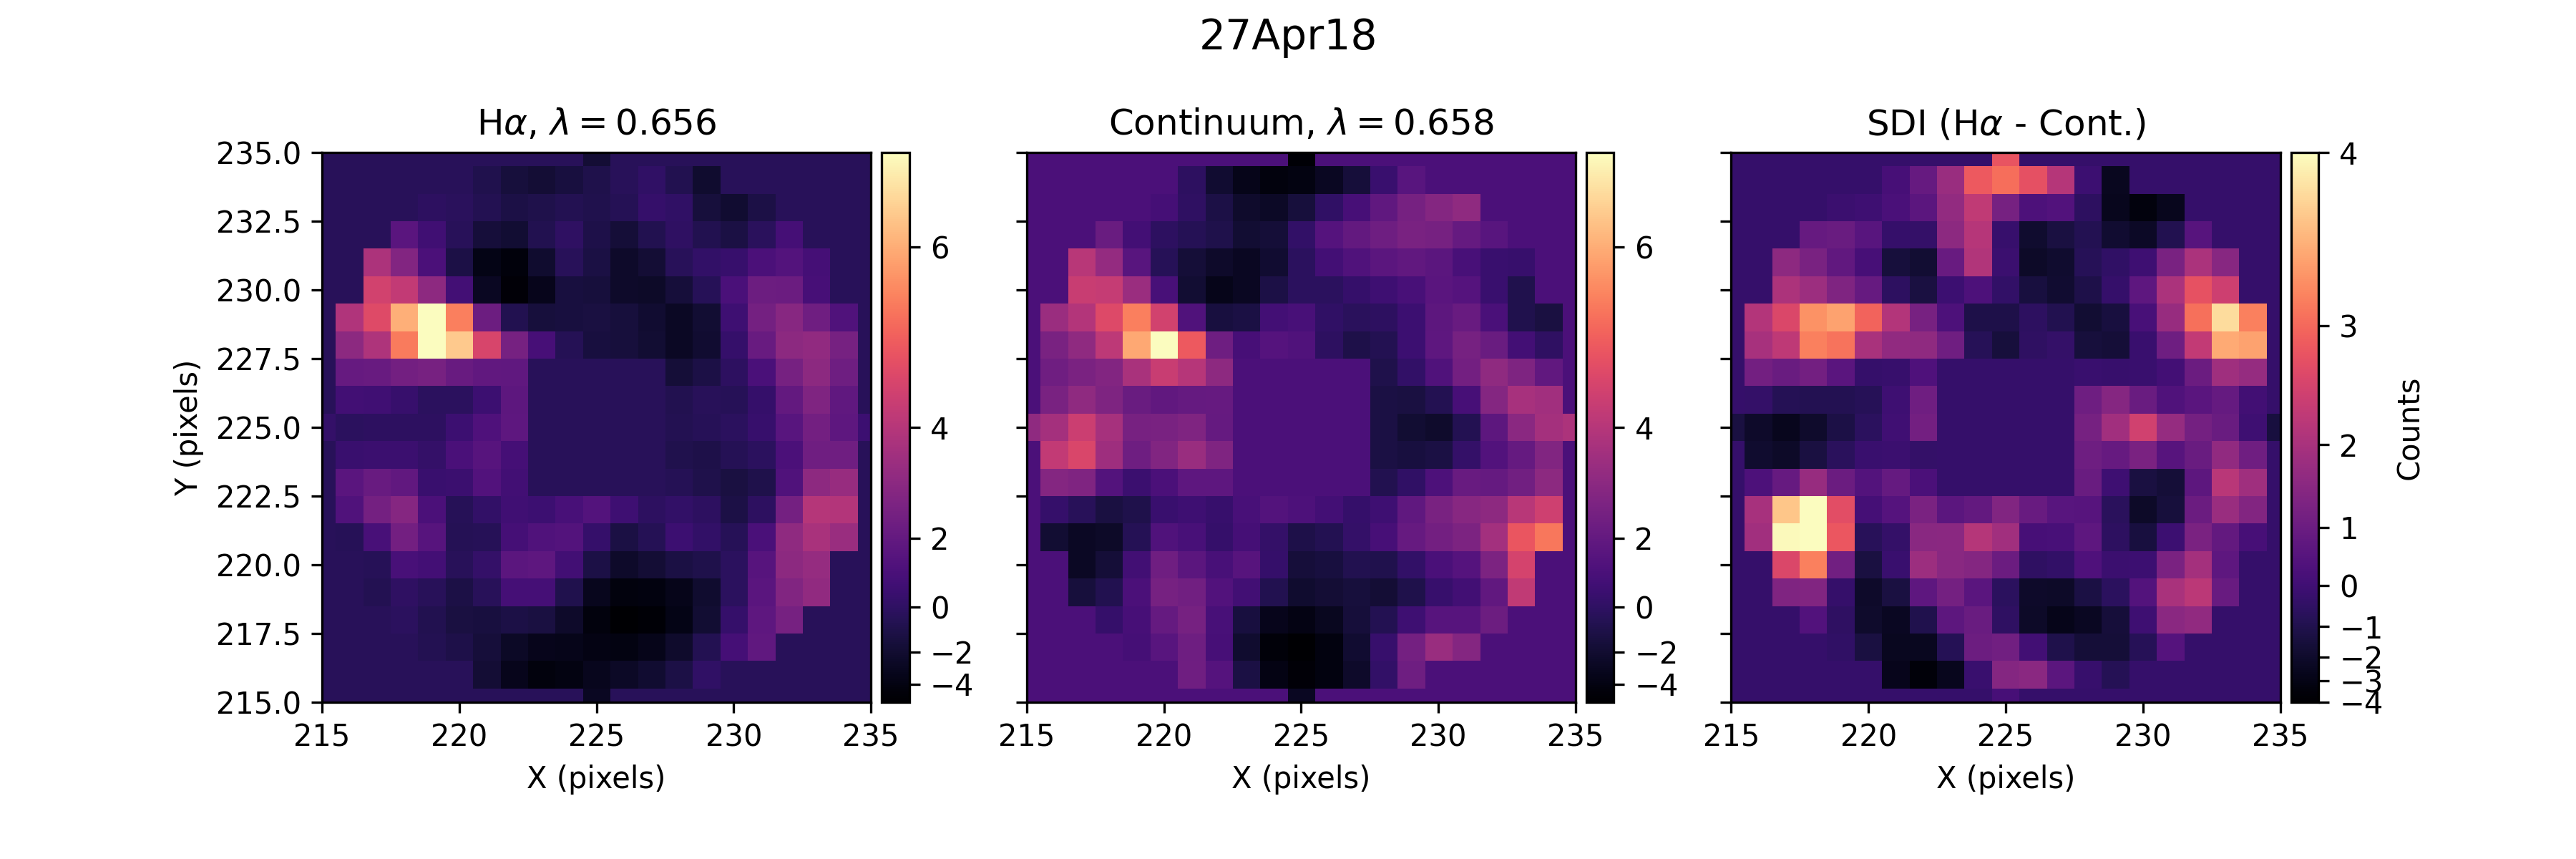 27Apr18
Hα, λ = 0.656
Continuum, λ = 0.658
SDI (Hα - Cont.)
235.0
232.5
230.0
227.5
225.0
222.5
220.0
217.5
215.0
Y (pixels)
215 220 225 230 235
X (pixels)
6
4
2
0
−2
−4
215 220 225 230 235
X (pixels)
6
4
2
0
−2
−4
215 220 225 230 235
X (pixels)
4
3
2
1
0
−1
−2
−3
−4
Counts